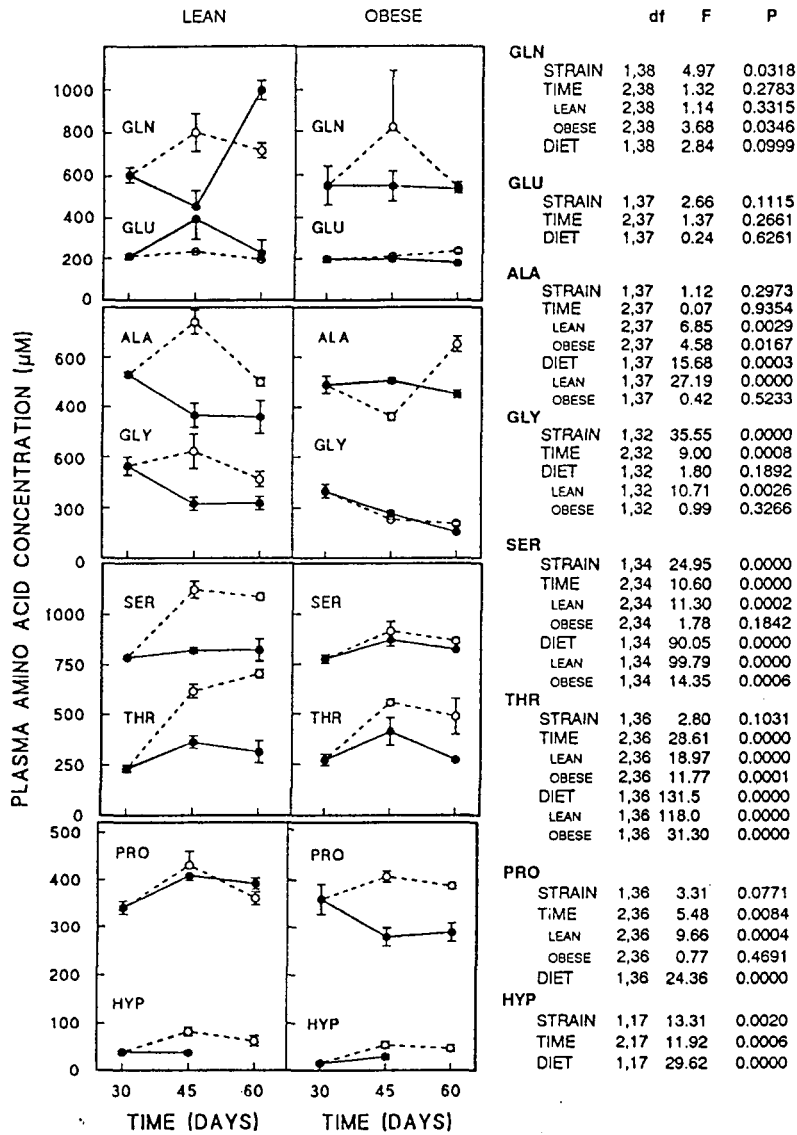 LEAN OBESE df F P
GLN
STRAIN 1,38 4.97 0.0318
TIME 2,38 1.32 0.2783
LEAN 2,38 1.14 0.3315
OBESE 2,38 3.68 0.0346
DIET 1,38 2.84 0.0999
GLU
STRAIN 1,37 2.66 0.1115
TIME 2,37 1.37 0.2661
DIET 1,37 0.24 0.6261
ALA
STRAIN 1,37 1.12 0.2973
TIME 2,37 0.07 0.9354
LEAN 2,37 6.85 0.0029
OBESE 2,37 4.58 0.0167
DIET 1,37 15.68 0.0003
LEAN 1,37 27.19 0.0000
OBESE 1,37 0.42 0.5233
GLY
STRAIN 1,32 35.55 0.0000
TIME 2,32 9.00 0.0008
DIET 1,32 1.80 0.1892
LEAN 1,32 10.71 0.0026
OBESE 1,32 0.99 0.3266
SER
STRAIN 1,34 24.95 0.0000
TIME 2,34 10.60 0.0000
LEAN 2,34 11.30 0.0002
OBESE 2,34 1.78 0.1842
DIET 1,34 90.05 0.0000
LEAN 1,34 99.79 0.0000
OBESE 1,34 14.35 0.0006
THR
STRAIN 1,36 2.80 0.1031
TIME 2,36 28.61 0.0000
LEAN 2,36 18.97 0.0000
OBESE 2,36 11.77 0.0001
DIET 1,36 131.5 0.0000
LEAN 1,36 118.0 0.0000
OBESE 1,36 31.30 0.0000
PRO
STRAIN 1,36 3.31 0.0771
TIME 2,36 5.48 0.0084
LEAN 2,36 9.66 0.0004
OBESE 2,36 0.77 0.4691
DIET 1,36 24.36 0.0000
HYP
STRAIN 1,17 13.31 0.0020
TIME 2,17 11.92 0.0006
DIET 1,17 29.62 0.0000
PLASMA AMINO ACID CONCENTRATION (µM)
1000
800
600
400
200
0
GLN GLN
GLU GLU
600
400
ALA ALA
600
300
0
GLY GLY
1000
750
500
250
0
SER SER
THR THR
500
400
300
200
100
0
PRO PRO
HYP HYP
30 45 60 30 45 60
TIME (DAYS) TIME (DAYS)